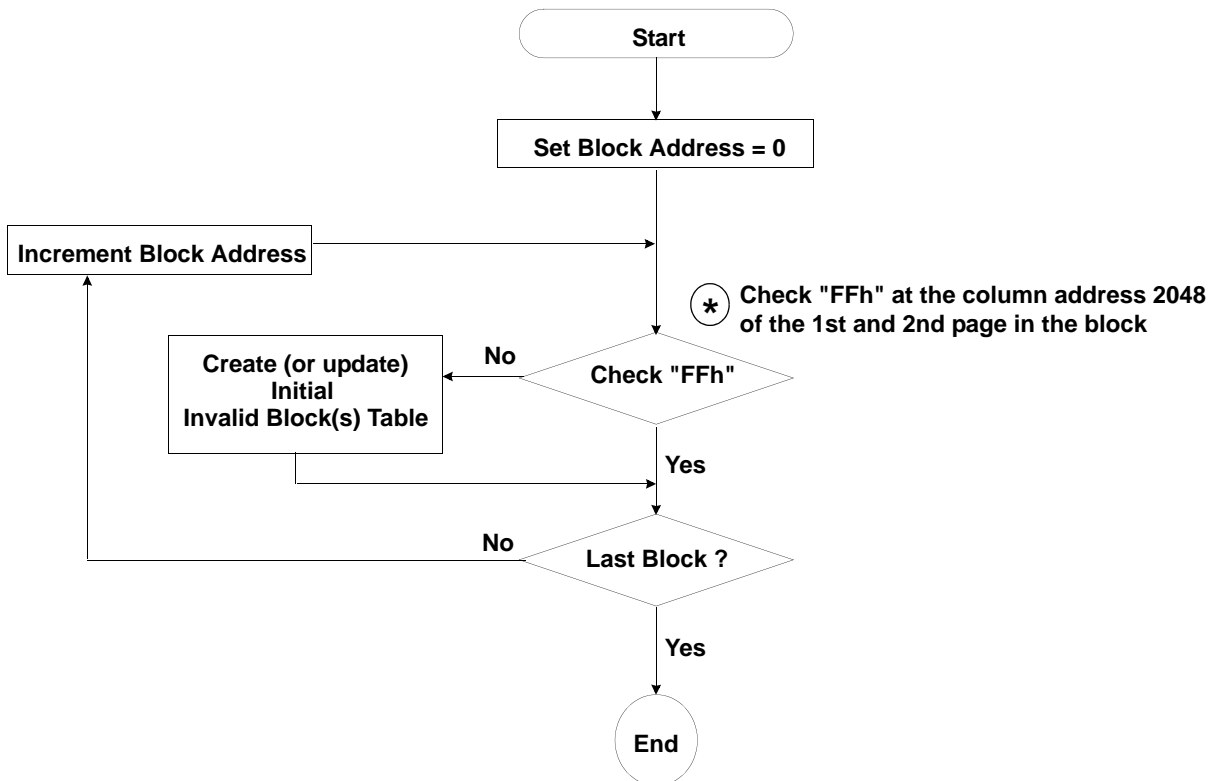 Start
Set Block Address = 0
Increment Block Address
* Check "FFh" at the column address 2048
of the 1st and 2nd page in the block
Create (or update)
Initial
Invalid Block(s) Table
No
Check "FFh"
Yes
No
Last Block ?
Yes
End